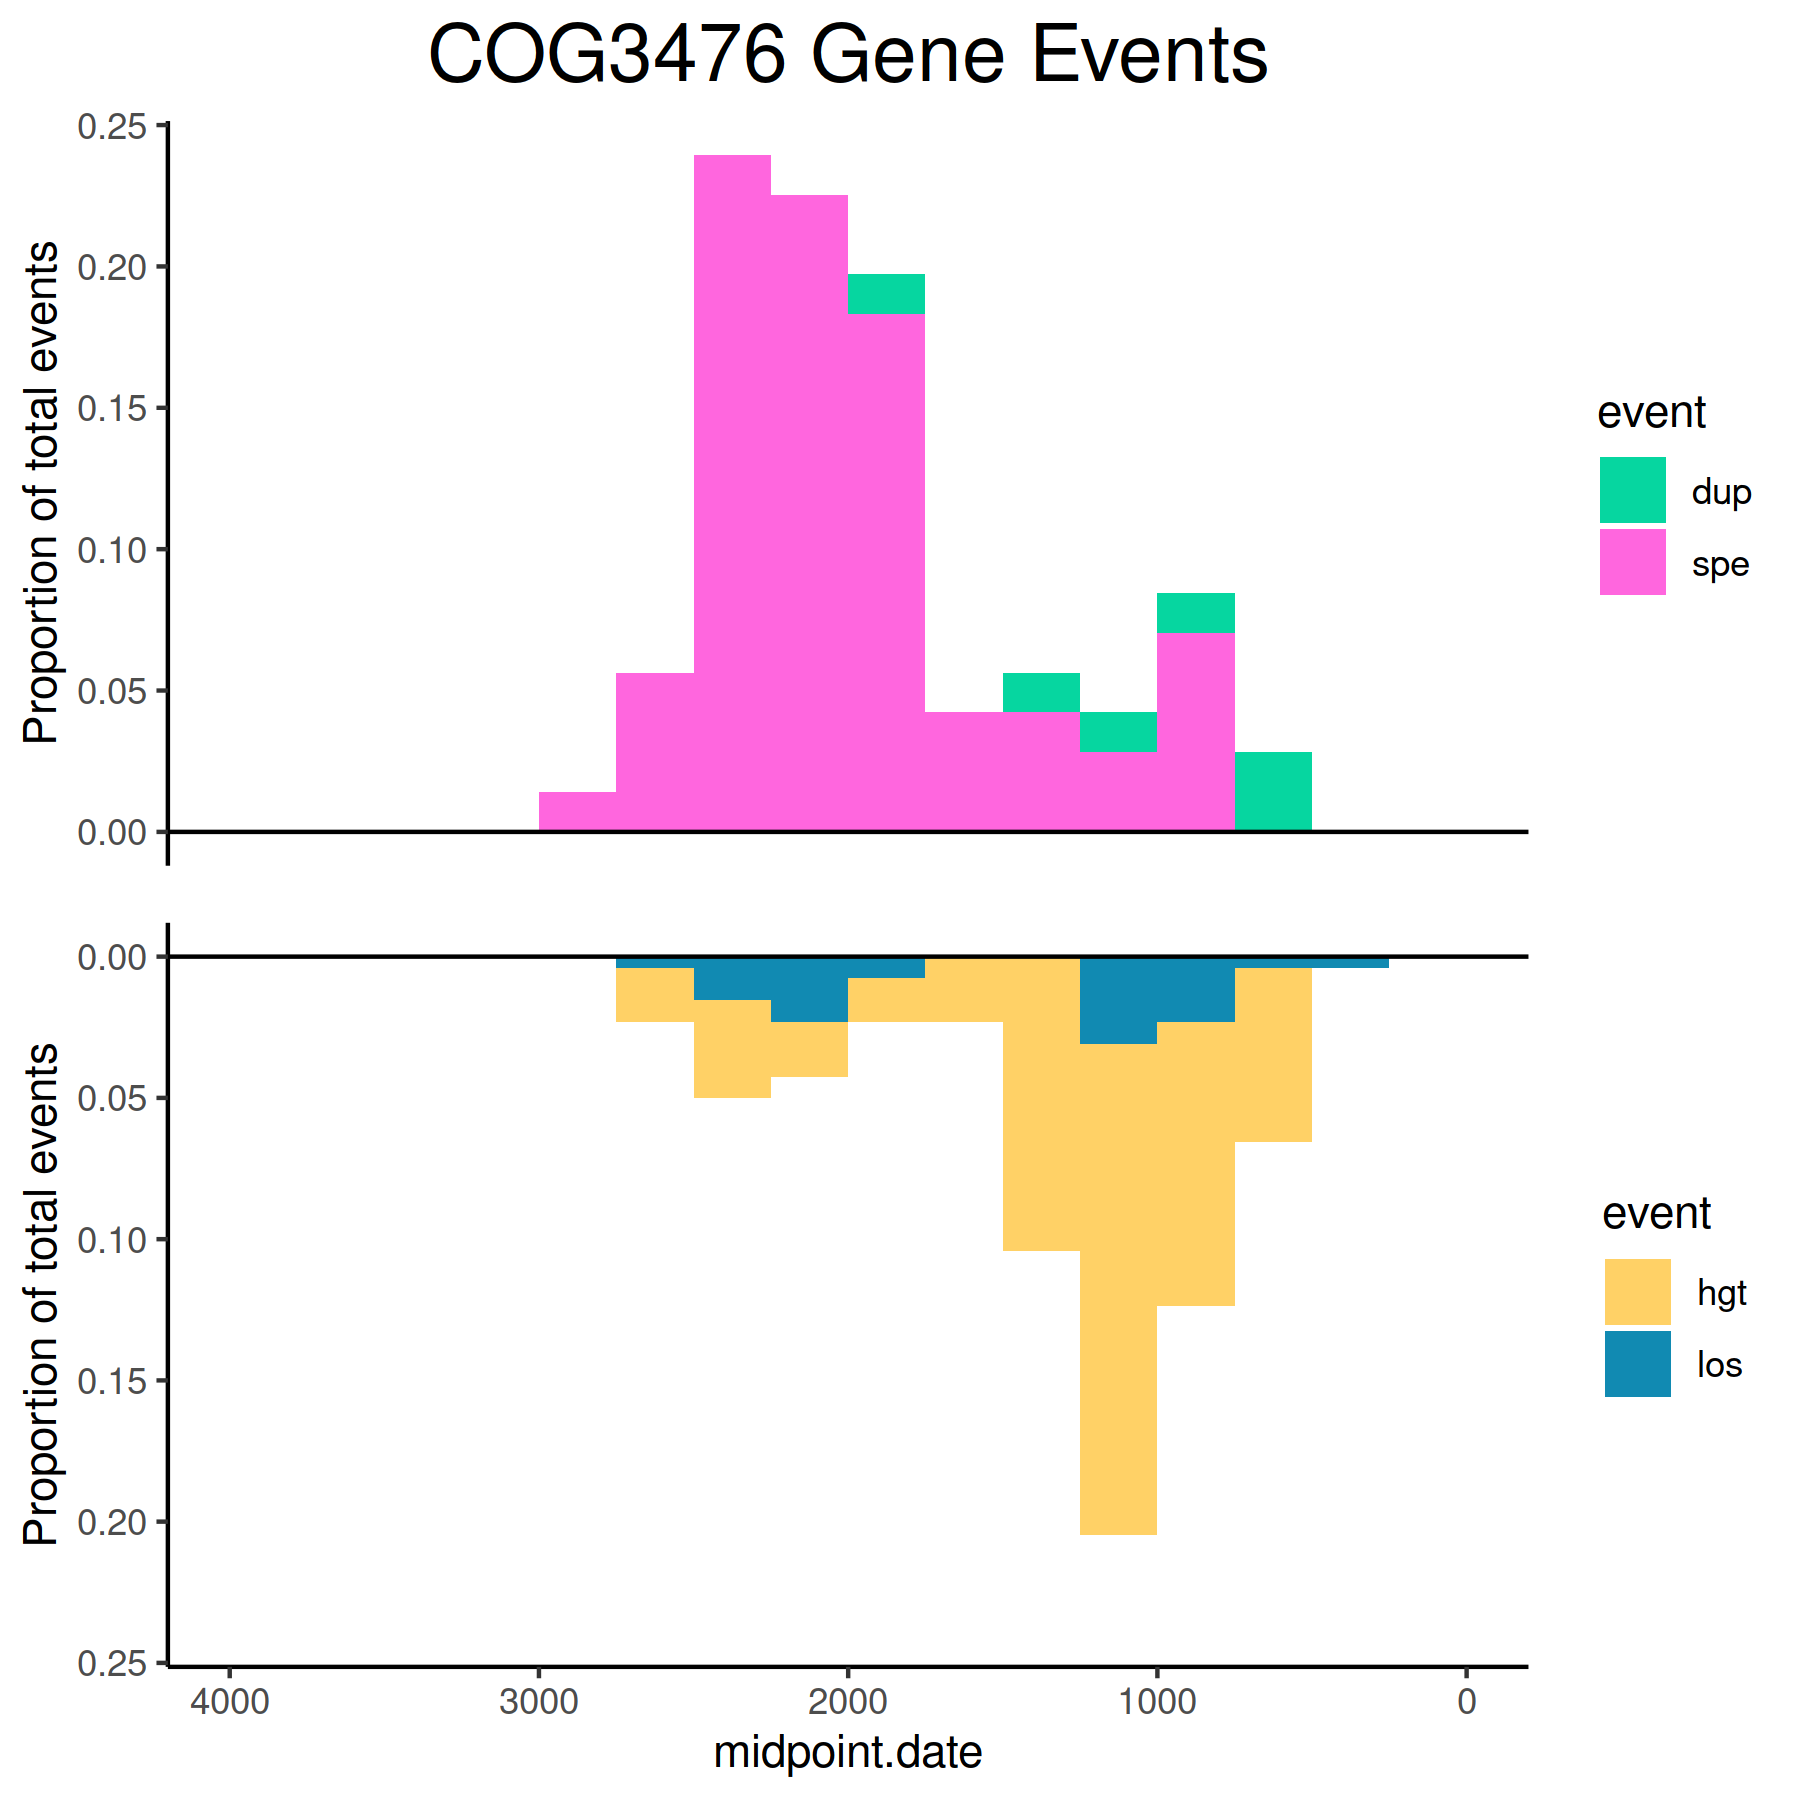 COG3476 Gene Events
Proportion of total events
0.25
0.20
0.15
0.10
0.05
0.00
event
dup
spe
Proportion of total events
0.00
0.05
0.10
0.15
0.20
0.25
event
hgt
los
4000 3000 2000 1000 0
midpoint.date